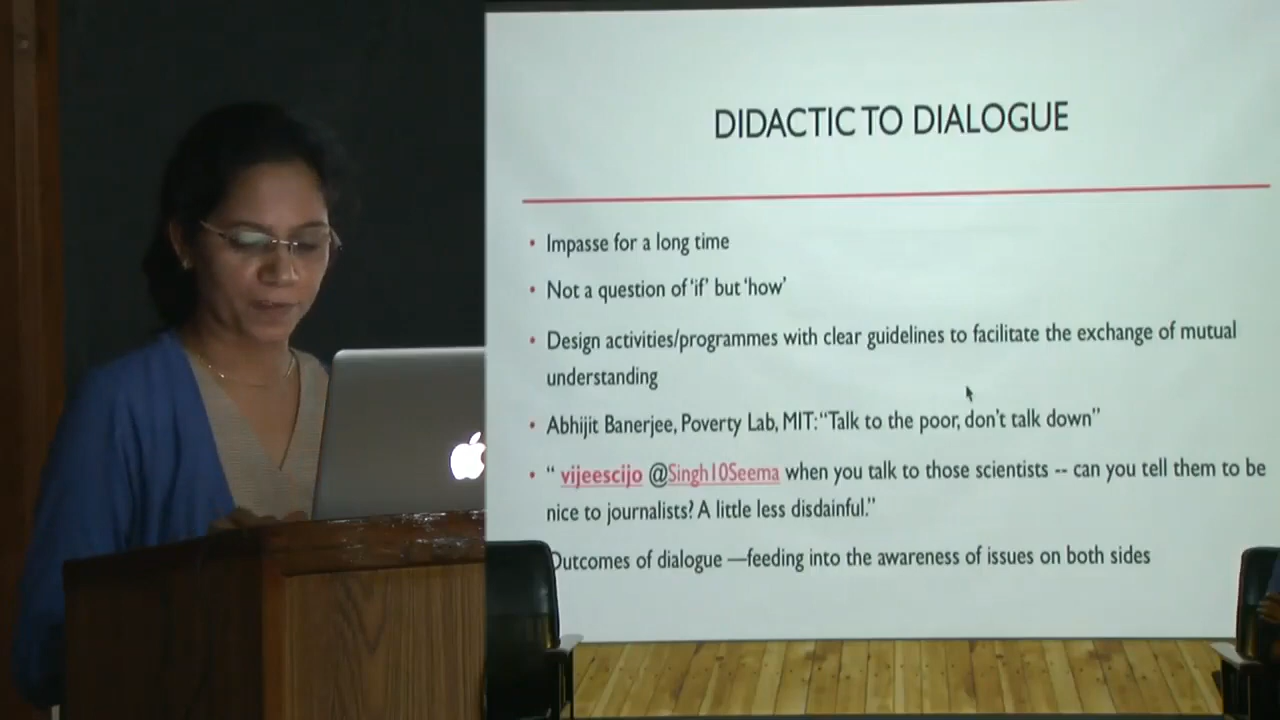 DIDACTIC TO DIALOGUE
• Impasse for a long time
• Not a question of ‘if’ but ‘how’
• Design activities/programmes with clear guidelines to facilitate the exchange of mutual
understanding
• Abhijit Banerjee, Poverty Lab, MIT: “Talk to the poor, don’t talk down”
• “ vijeescijo @Singh10Seema when you talk to those scientists -- can you tell them to be
nice to journalists? A little less disdainful.”
Outcomes of dialogue —feeding into the awareness of issues on both sides